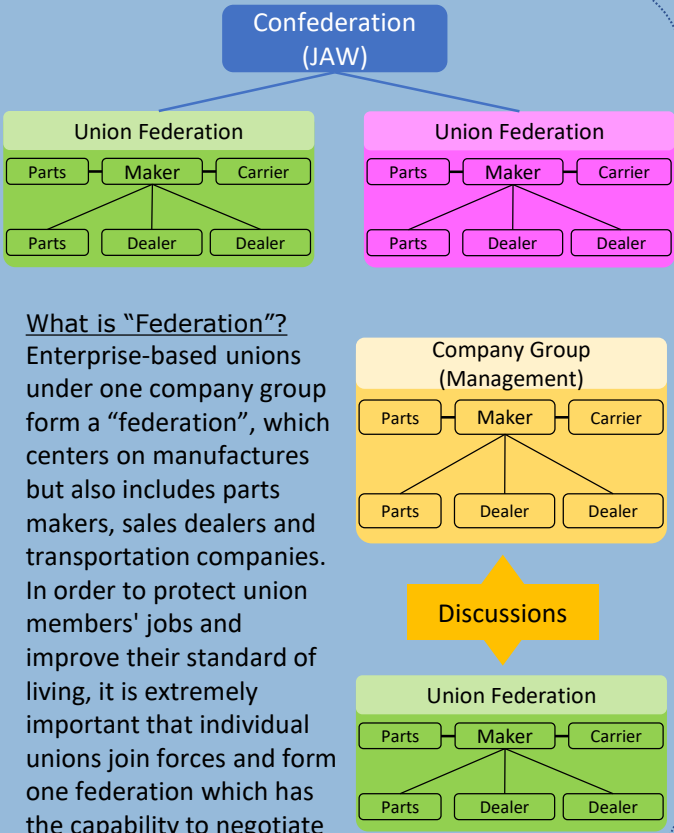 Confederation
(JAW)
Union Federation
Parts Maker Carrier
Parts Dealer Dealer
Union Federation
Parts Maker Carrier
Parts Dealer Dealer
What is “Federation”?
Enterprise-based unions
under one company group
form a “federation”, which
centers on manufactures
but also includes parts
makers, sales dealers and
transportation companies.
In order to protect union
members' jobs and
improve their standard of
living, it is extremely
important that individual
unions join forces and form
one federation which has
the capability to negotiate
Company Group
(Management)
Parts Maker Carrier
Parts Dealer Dealer
Discussions
Union Federation
Parts Maker Carrier
Parts Dealer Dealer